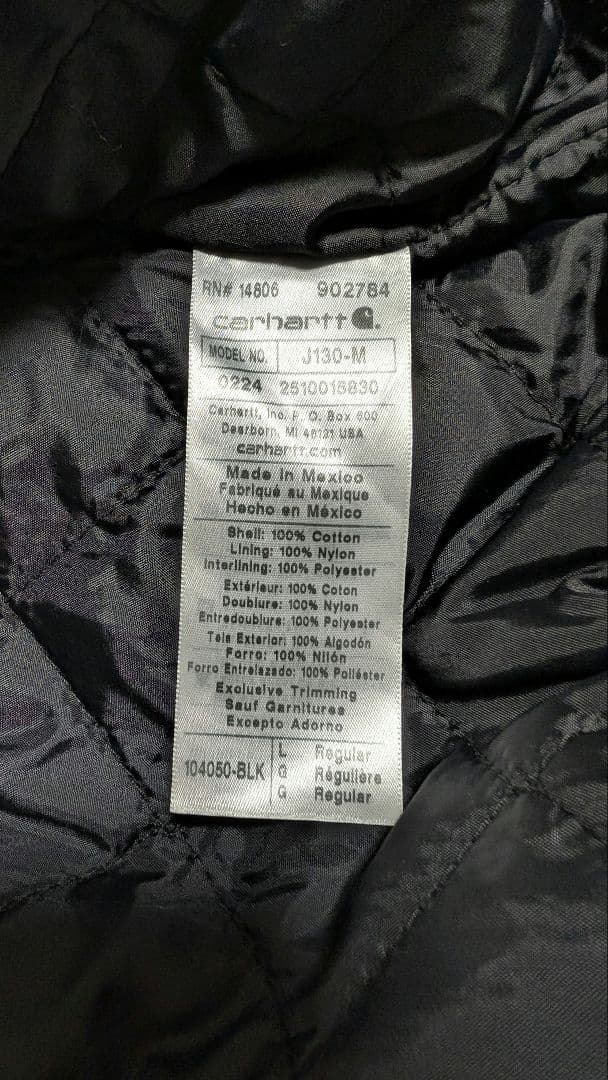 RN# 14806 902784
carhartt
MODEL NO. J130-M
0224 2510016830
Carhartt, Inc. P. O. Box 600
Dearborn, MI 48121 USA
carhartt.com
Made in Mexico
Fabriqué au Mexique
Hecho en México
Shell: 100% Cotton
Lining: 100% Nylon
Interlining: 100% Polyester
Extérieur: 100% Coton
Doublure: 100% Nylon
Entredoublure: 100% Polyester
Tela Exterior: 100% Algodón
Forro: 100% Nilón
Forro Entrelazado: 100% Poliéster
Exclusive Trimming
Sauf Garnitures
Excepto Adorno
104050-BLK L Regular
G Régulière
G Regular